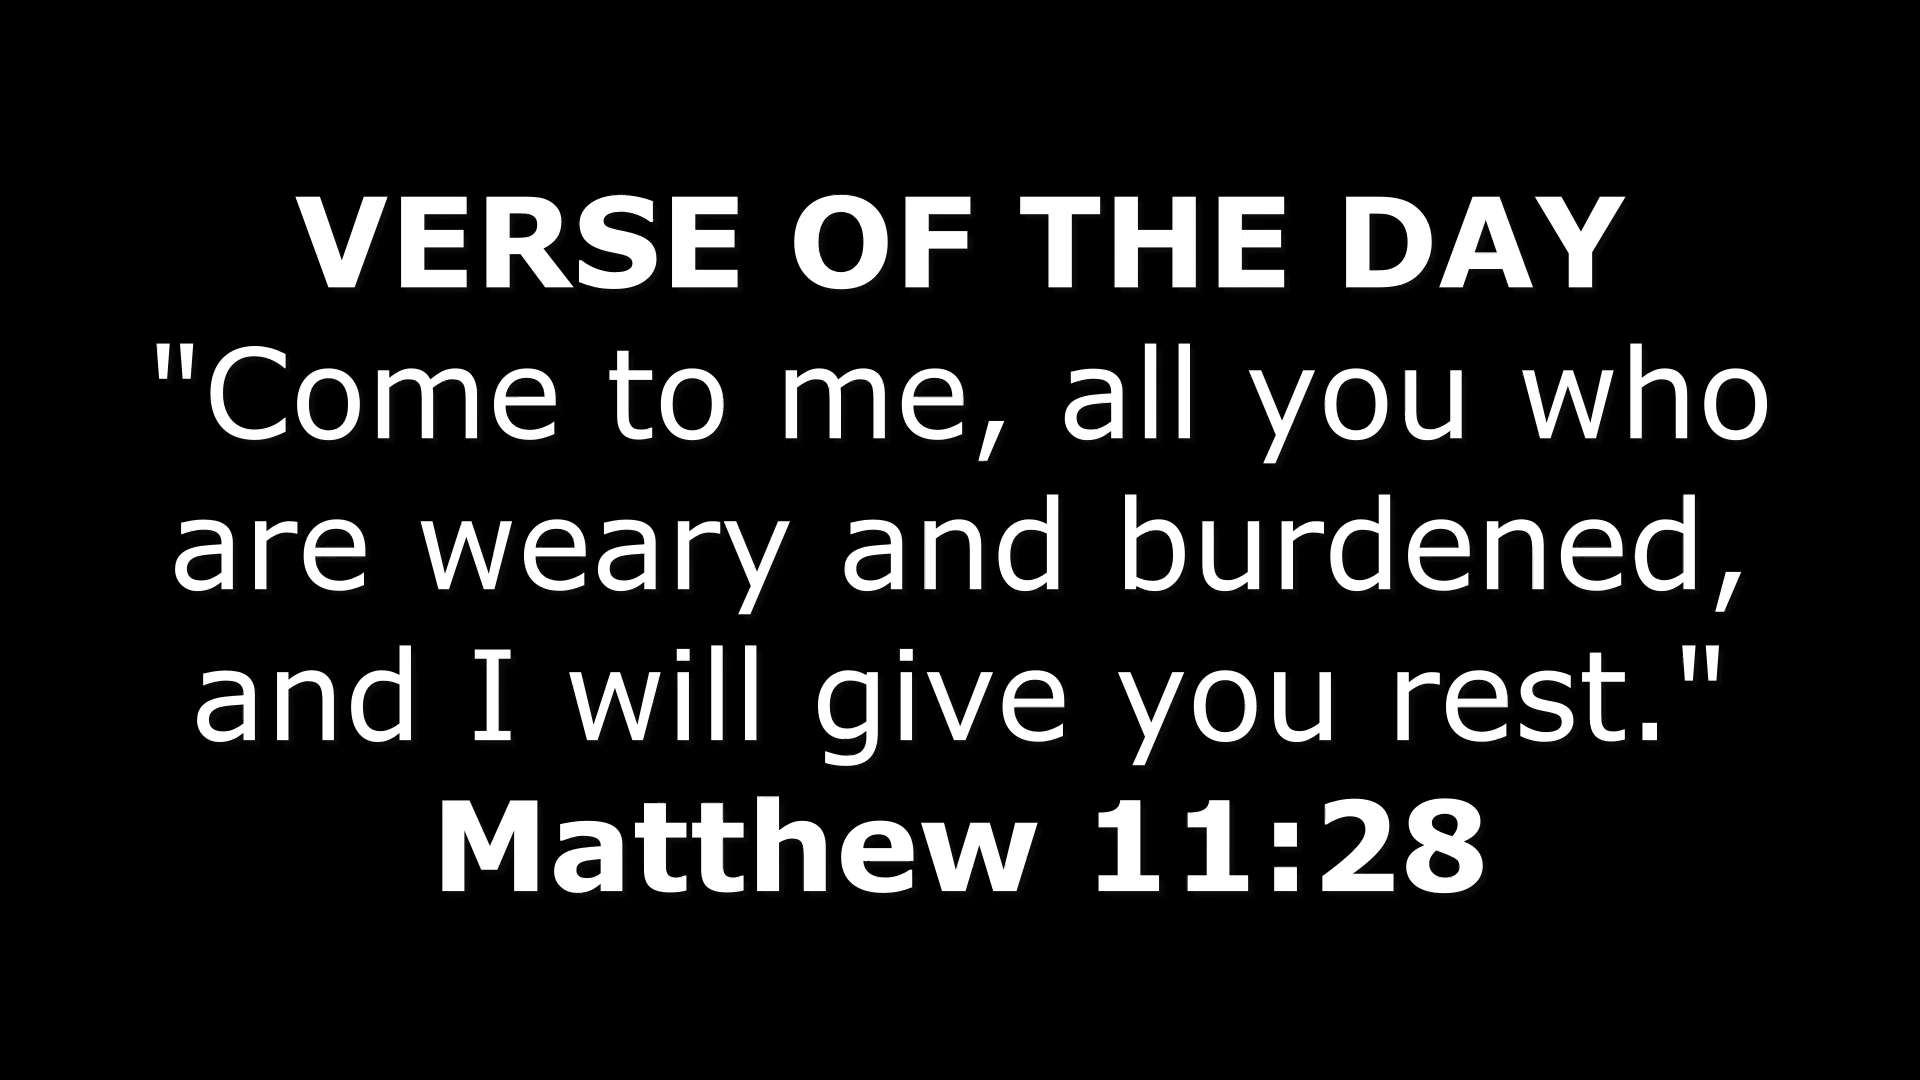 VERSE OF THE DAY
"Come to me, all you who
are weary and burdened,
and I will give you rest."
Matthew 11:28